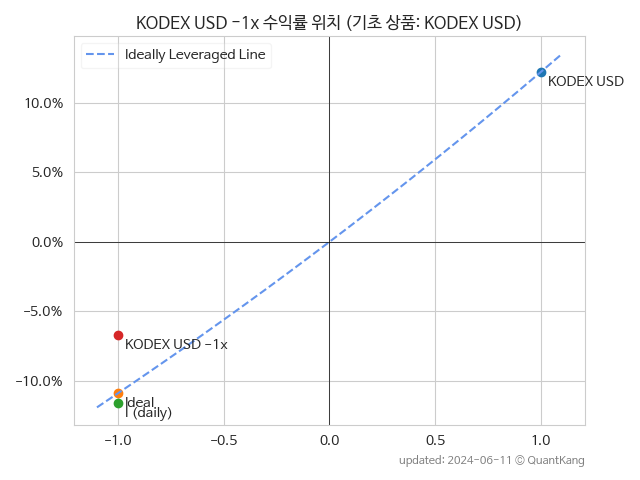 KODEX USD -1x 수익률 위치 (기초 상품: KODEX USD)
Ideally Leveraged Line
10.0%
5.0%
0.0%
-5.0%
-10.0%
KODEX USD
KODEX USD -1x
Ideal
(daily)
-1.0
-0.5
0.0
0.5
1.0
updated: 2024-06-11 © QuantKang